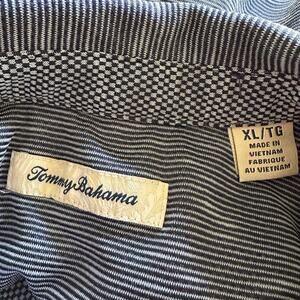 Tommy Bahama
XL/TG
MADE IN
VIETNAM
FABRIQUE
AU VIETNAM